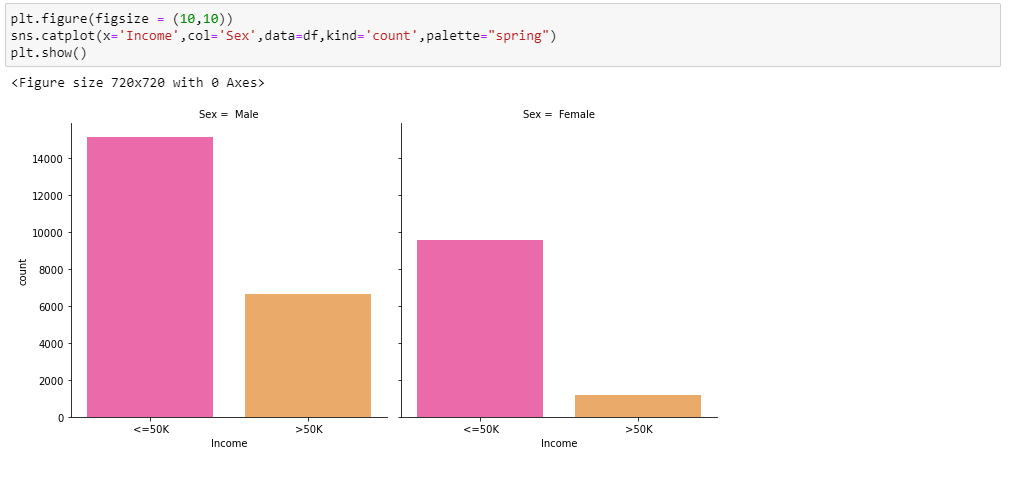 plt.figure(figsize = (10,10))
sns.catplot(x='Income',col='Sex',data=df,kind='count',palette="spring")
plt.show()
<Figure size 720x720 with 0 Axes>
Sex =  Male
Sex =  Female
14000
12000
10000
8000
6000
4000
2000
0
count
<=50K
>50K
<=50K
>50K
Income
Income